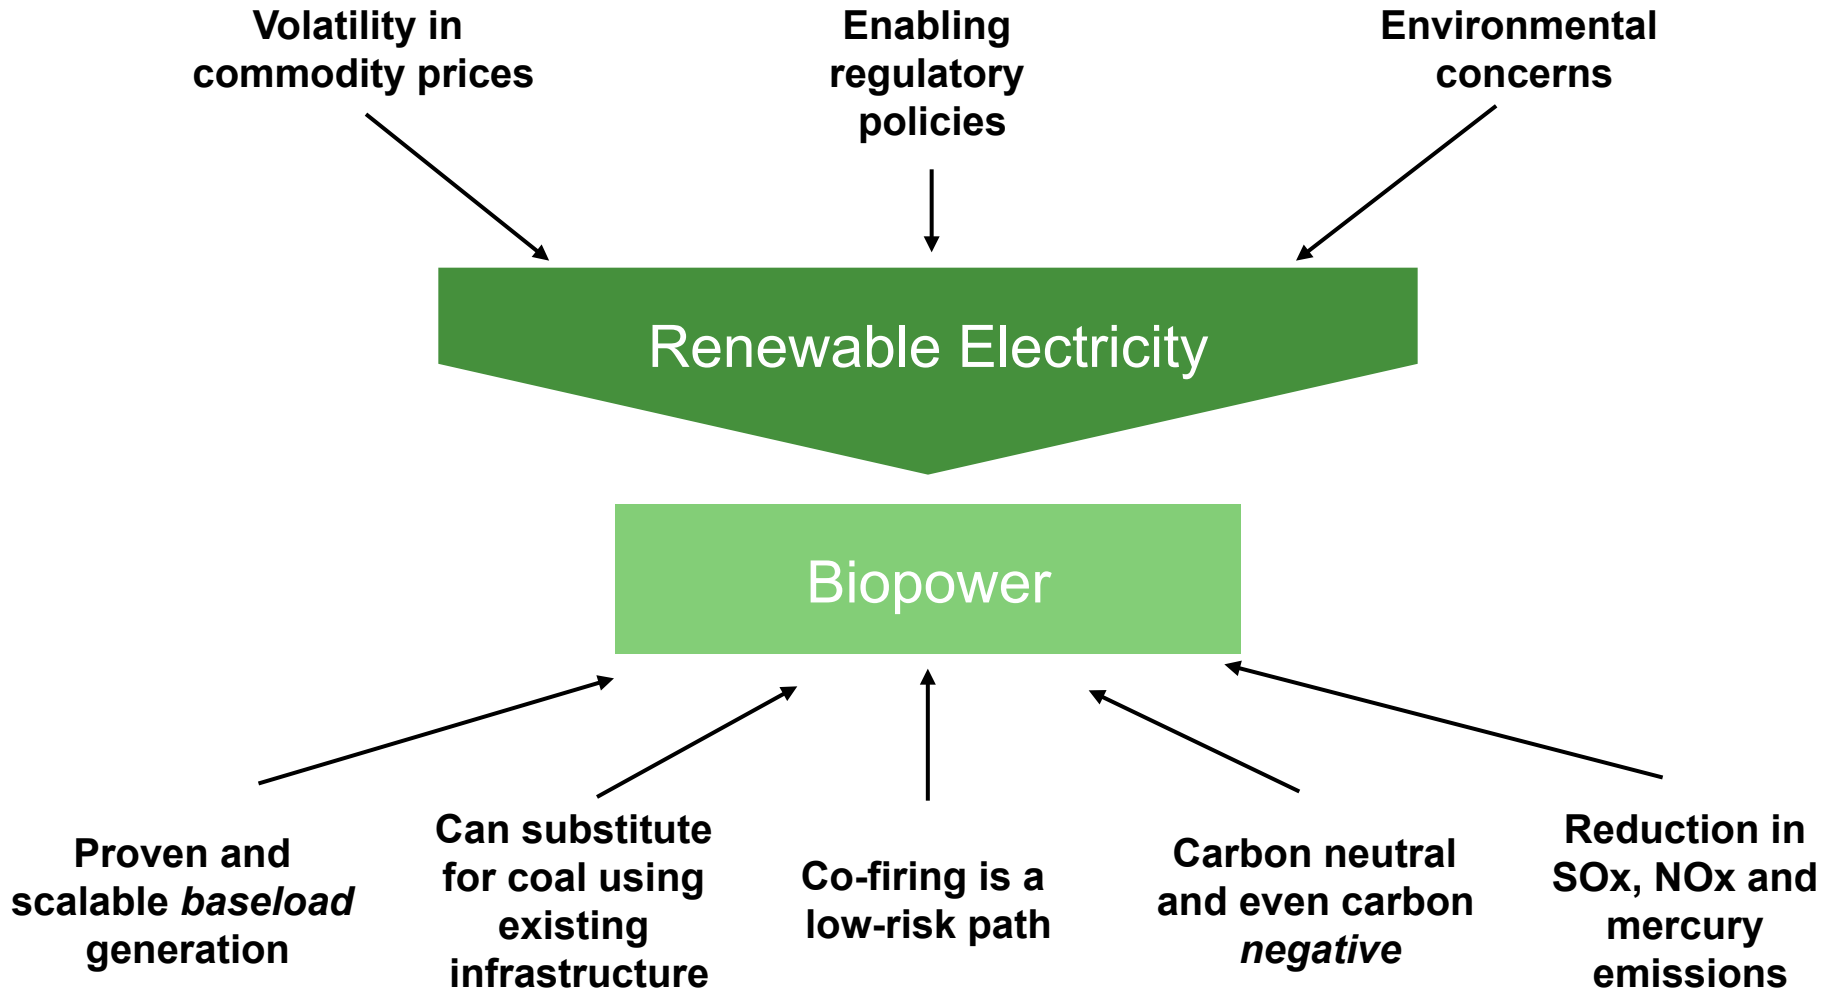 Volatility in
commodity prices
Enabling
regulatory
policies
Environmental
concerns
Renewable Electricity
Biopower
Proven and
scalable baseload
generation
Can substitute
for coal using
existing
infrastructure
Co-firing is a
low-risk path
Carbon neutral
and even carbon
negative
Reduction in
SOx, NOx and
mercury
emissions